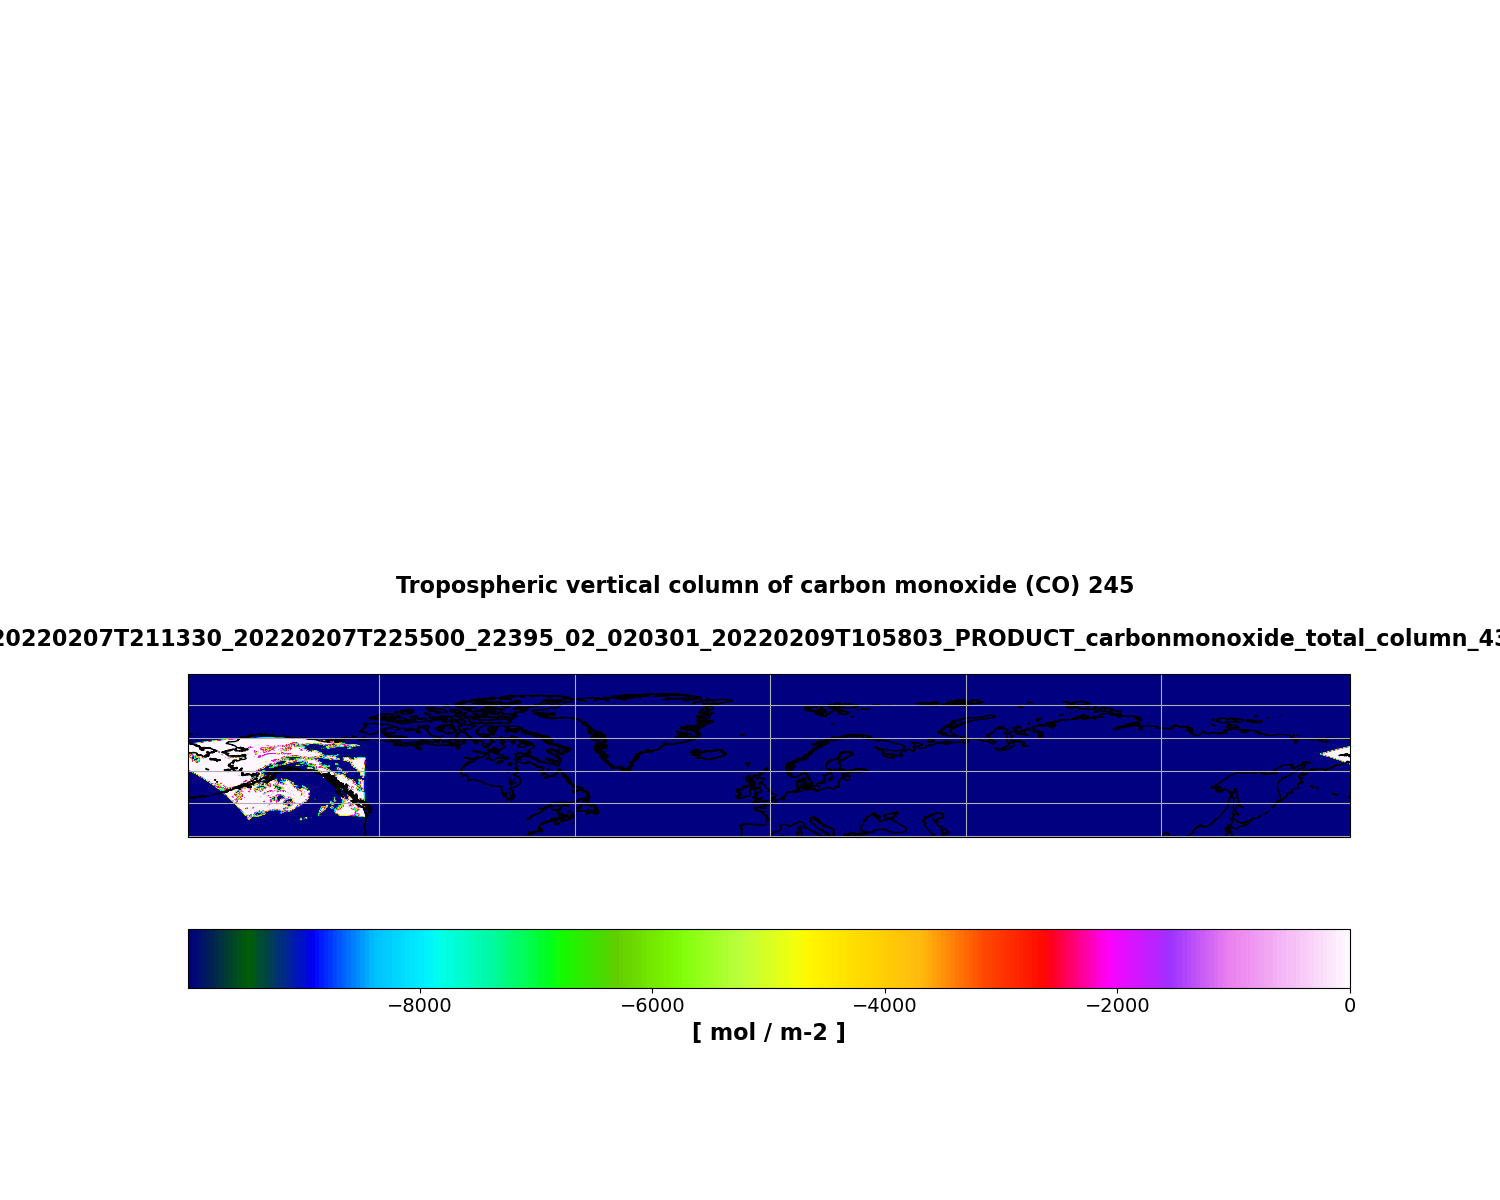 Tropospheric vertical column of carbon monoxide (CO) 245
20220207T211330_20220207T225500_22395_02_020301_20220209T105803_PRODUCT_carbonmonoxide_total_column_43
−8000 −6000 −4000 −2000 0
[ mol / m-2 ]